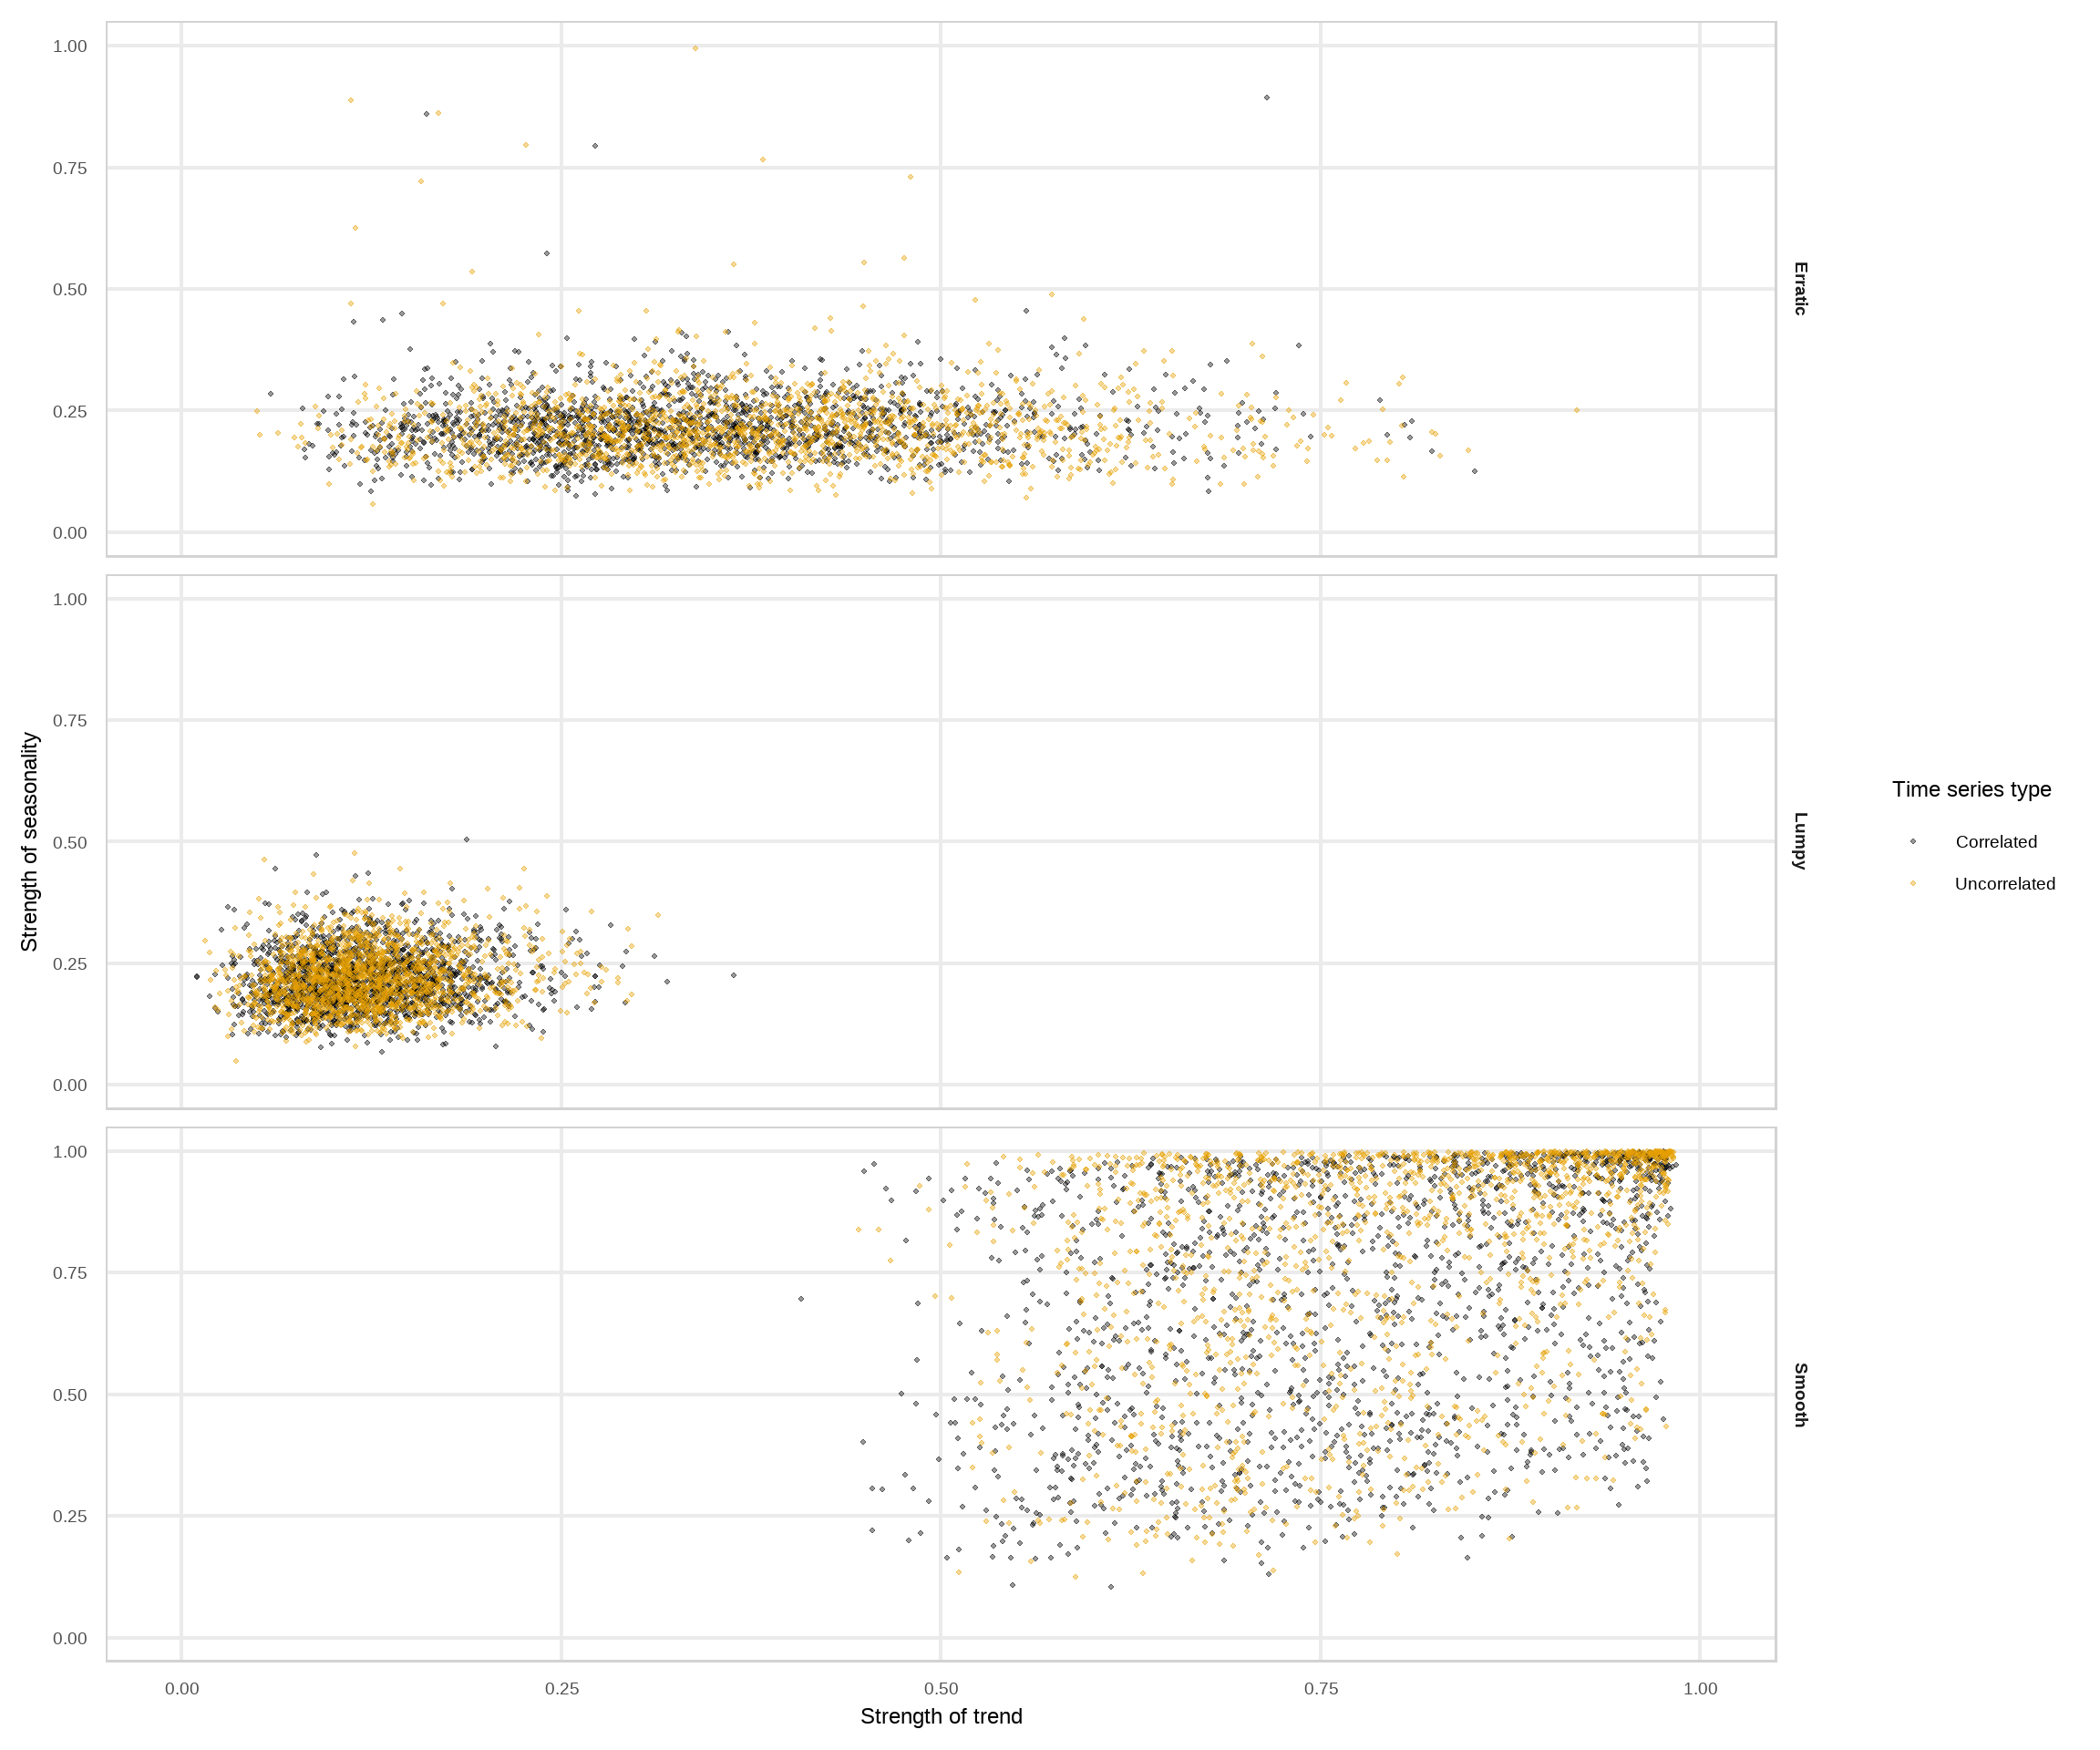 1.00
0.75
0.50
0.25
0.00
Erratic
1.00
0.75
0.50
0.25
0.00
Lumpy
1.00
0.75
0.50
0.25
0.00
Smooth
Strength of seasonality
0.00 0.25 0.50 0.75 1.00
Strength of trend
Time series type
Correlated
Uncorrelated